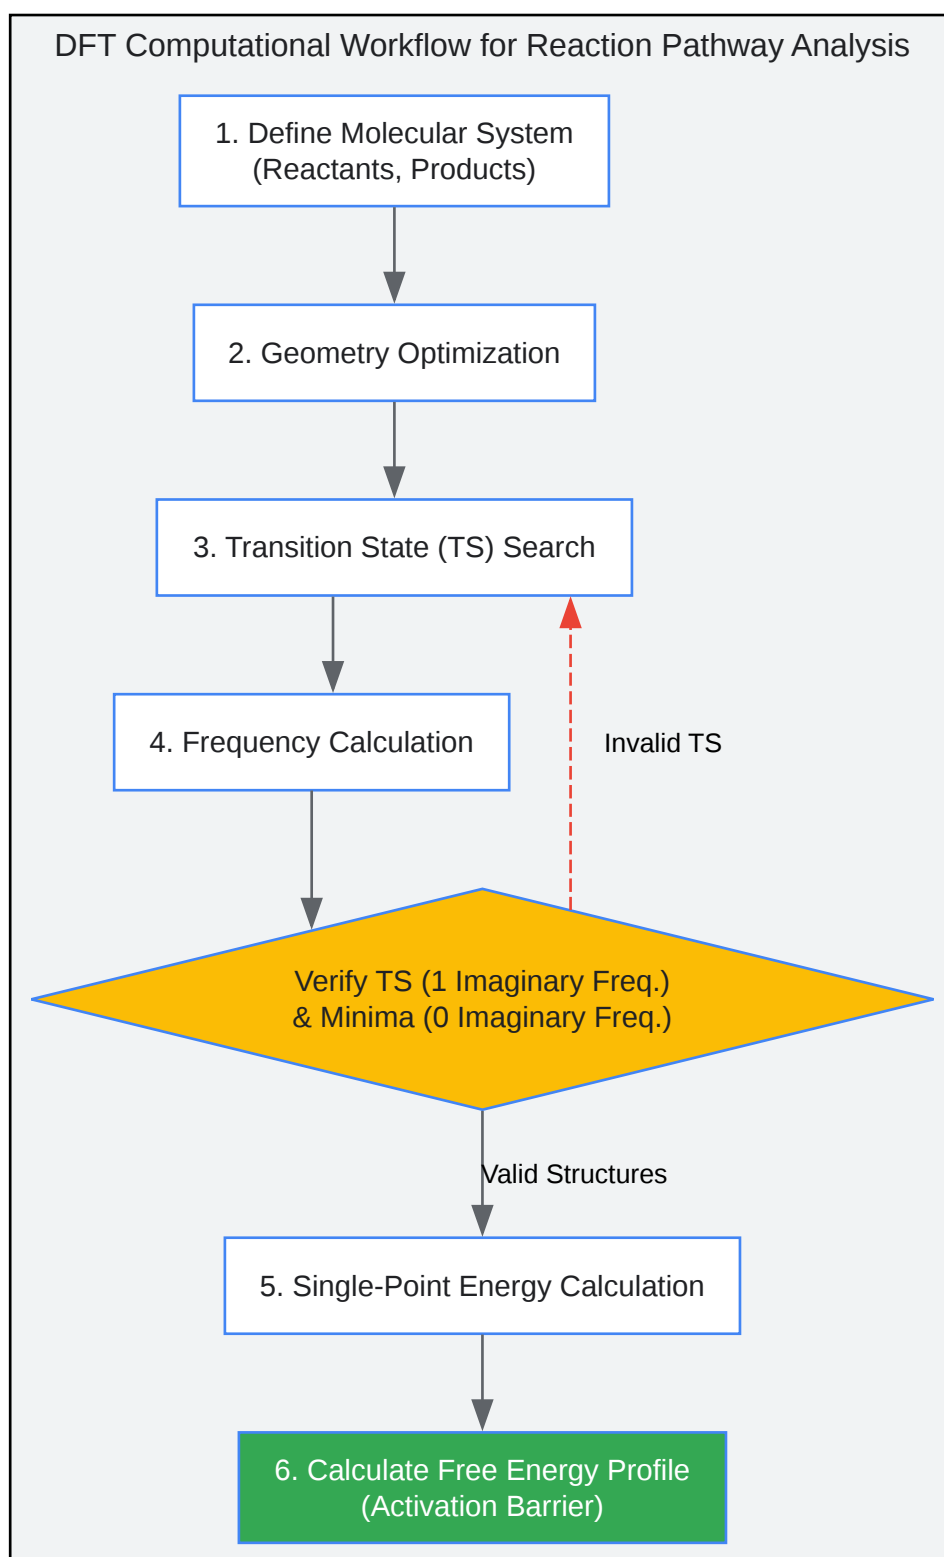 DFT Computational Workflow for Reaction Pathway Analysis
1. Define Molecular System
(Reactants, Products)
2. Geometry Optimization
3. Transition State (TS) Search
4. Frequency Calculation
Invalid TS
Verify TS (1 Imaginary Freq.)
& Minima (0 Imaginary Freq.)
Valid Structures
5. Single-Point Energy Calculation
6. Calculate Free Energy Profile
(Activation Barrier)